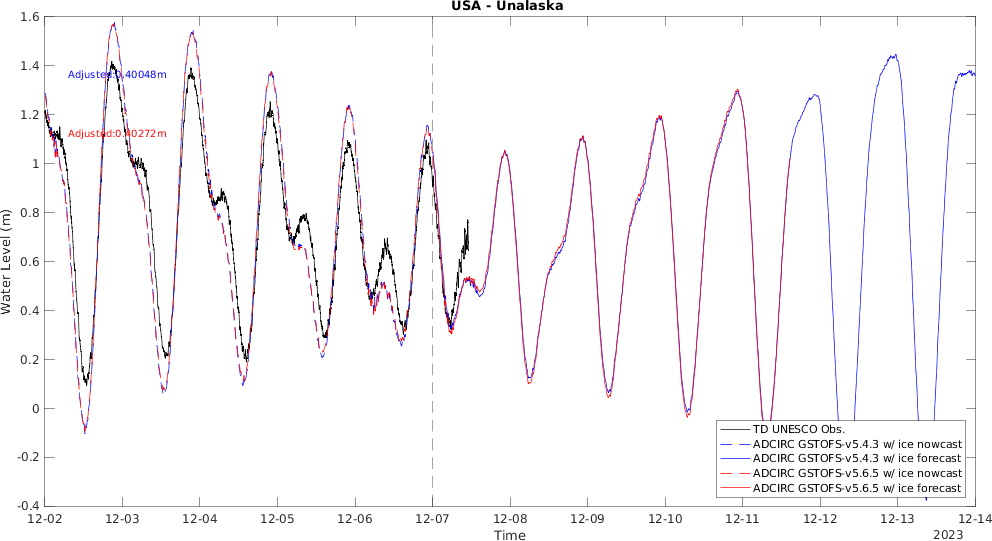 USA - Unalaska
1.6
1.4
1.2
1
0.8
0.6
0.4
0.2
0
-0.2
-0.4
Water Level (m)
Adjusted:0.40048m
Adjusted:0.40272m
TD UNESCO Obs.
ADCIRC GSTOFS-v5.4.3 w/ ice nowcast
ADCIRC GSTOFS-v5.4.3 w/ ice forecast
ADCIRC GSTOFS-v5.6.5 w/ ice nowcast
ADCIRC GSTOFS-v5.6.5 w/ ice forecast
12-02 12-03 12-04 12-05 12-06 12-07 12-08 12-09 12-10 12-11 12-12 12-13 12-14
Time
2023